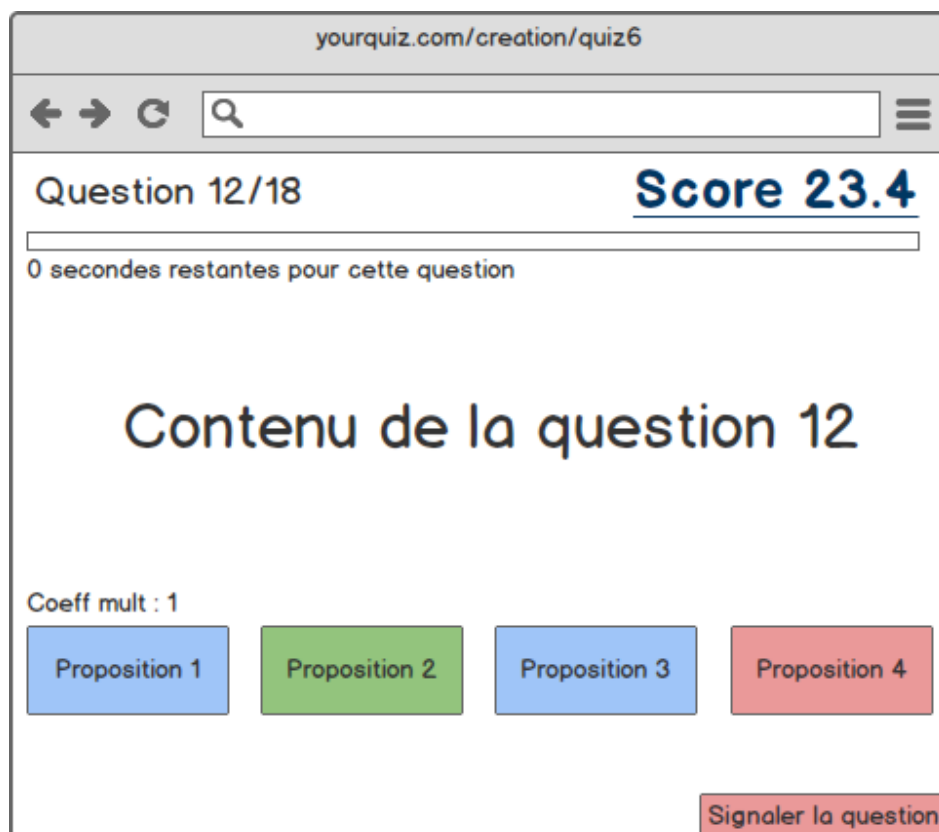 yourquiz.com/creation/quiz6
Question 12/18
Score 23.4
0 secondes restantes pour cette question
Contenu de la question 12
Coeff mult : 1
Proposition 1
Proposition 2
Proposition 3
Proposition 4
Signaler la question